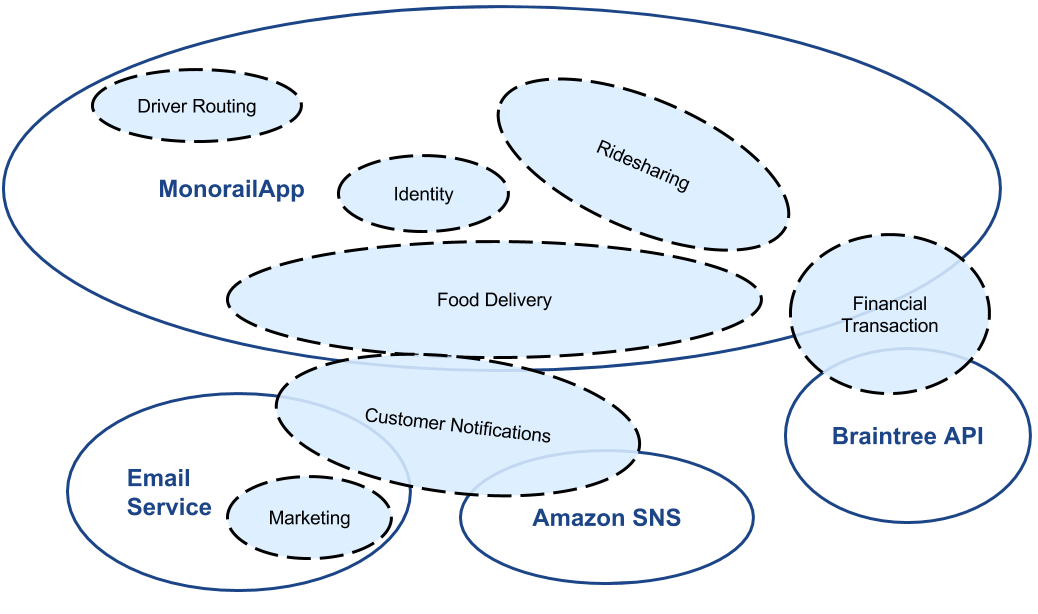 Driver Routing
Ridesharing
MonorailApp
Identity
Food Delivery
Financial
Transaction
Customer Notifications
Braintree API
Email
Service
Marketing
Amazon SNS